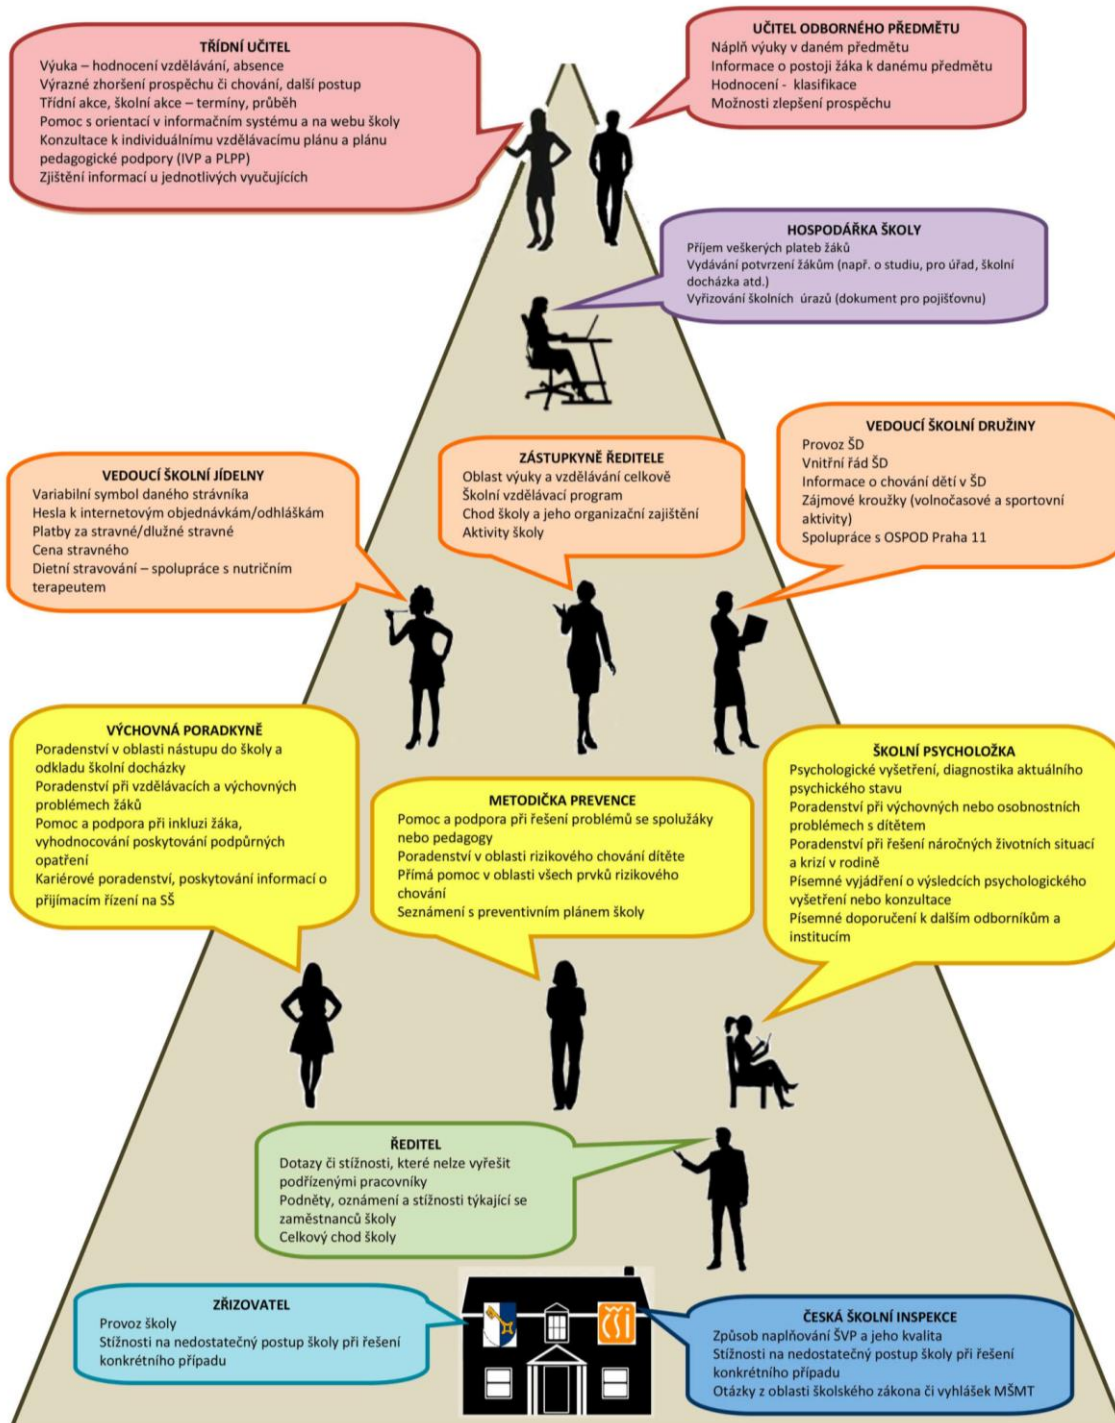 TŘÍDNÍ UČITEL
Výuka – hodnocení vzdělávání, absence
Výrazné zhoršení prospěchu či chování, další postup
Třídní akce, školní akce – termíny, průběh
Pomoc s orientací v informačním systému a na webu školy
Konzultace k individuálnímu vzdělávacímu plánu a plánu
pedagogické podpory (IVP a PLPP)
Zjištění informací u jednotlivých vyučujících
UČITEL ODBORNÉHO PŘEDMĚTU
Náplň výuky v daném předmětu
Informace o postoji žáka k danému předmětu
Hodnocení - klasifikace
Možnosti zlepšení prospěchu
HOSPODÁŘKA ŠKOLY
Příjem veškerých plateb žáků
Vydávání potvrzení žákům (např. o studiu, pro úřad, školní
docházka atd.)
Vyřizování školních úrazů (dokument pro pojišťovnu)
VEDOUCÍ ŠKOLNÍ JÍDELNY
Variabilní symbol daného strávníka
Hesla k internetovým objednávkám/odhláškám
Platby za stravné/dlužné stravné
Cena stravného
Dietní stravování – spolupráce s nutričním
terapeutem
ZÁSTUPKYNĚ ŘEDITELE
Oblast výuky a vzdělávání celkově
Školní vzdělávací program
Chod školy a jeho organizační zajištění
Aktivity školy
VEDOUCÍ ŠKOLNÍ DRUŽINY
Provoz ŠD
Vnitřní řád ŠD
Informace o chování dětí v ŠD
Zájmové kroužky (volnočasové a sportovní
aktivity)
Spolupráce s OSPOD Praha 11
VÝCHOVNÁ PORADKYNĚ
Poradenství v oblasti nástupu do školy a
odkladu školní docházky
Poradenství při vzdělávacích a výchovných
problémech žáků
Pomoc a podpora při inkluzi žáka,
vyhodnocování poskytování podpůrných
opatření
Kariérové poradenství, poskytování informací o
přijímacím řízení na SŠ
METODIČKA PREVENCE
Pomoc a podpora při řešení problémů se spolužáky
nebo pedagogy
Poradenství v oblasti rizikového chování dítěte
Přímá pomoc v oblasti všech prvků rizikového
chování
Seznámení s preventivním plánem školy
ŠKOLNÍ PSYCHOLOŽKA
Psychologické vyšetření, diagnostika aktuálního
psychického stavu
Poradenství při výchovných nebo osobnostních
problémech s dítětem
Poradenství při řešení náročných životních situací
a krizí v rodině
Písemné vyjádření o výsledcích psychologického
vyšetření nebo konzultace
Písemné doporučení k dalším odborníkům a
institucím
ŘEDITEL
Dotazy či stížnosti, které nelze vyřešit
podřízenými pracovníky
Podněty, oznámení a stížnosti týkající se
zaměstnanců školy
Celkový chod školy
ZŘIZOVATEL
Provoz školy
Stížnosti na nedostatečný postup školy při řešení
konkrétního případu
ČŠI
ČESKÁ ŠKOLNÍ INSPEKCE
Způsob naplňování ŠVP a jeho kvalita
Stížnosti na nedostatečný postup školy při řešení
konkrétního případu
Otázky z oblasti školského zákona či vyhlášek MŠMT